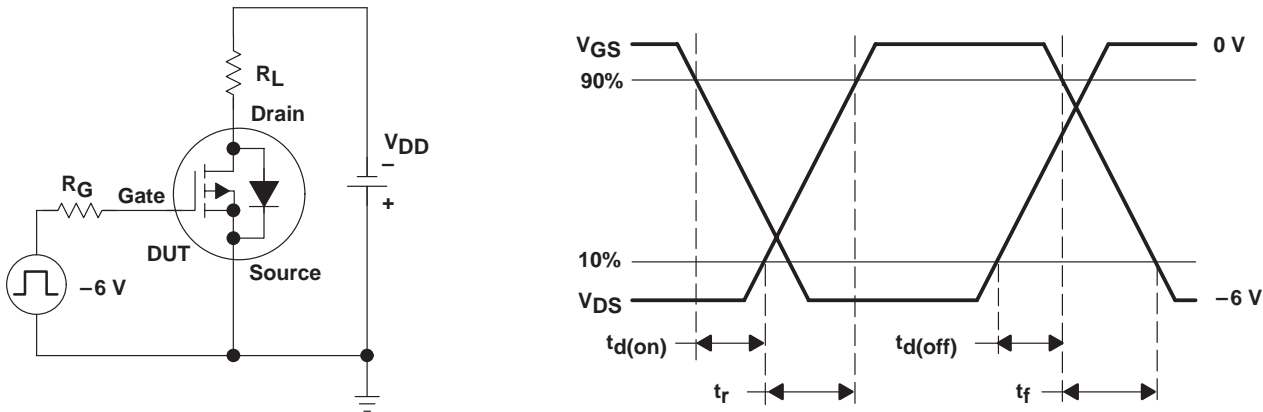 RL
Drain
VDD
−
+
RG
Gate
DUT
Source
−6 V
VGS
0 V
90%
10%
VDS
−6 V
td(on)
td(off)
tr
tf